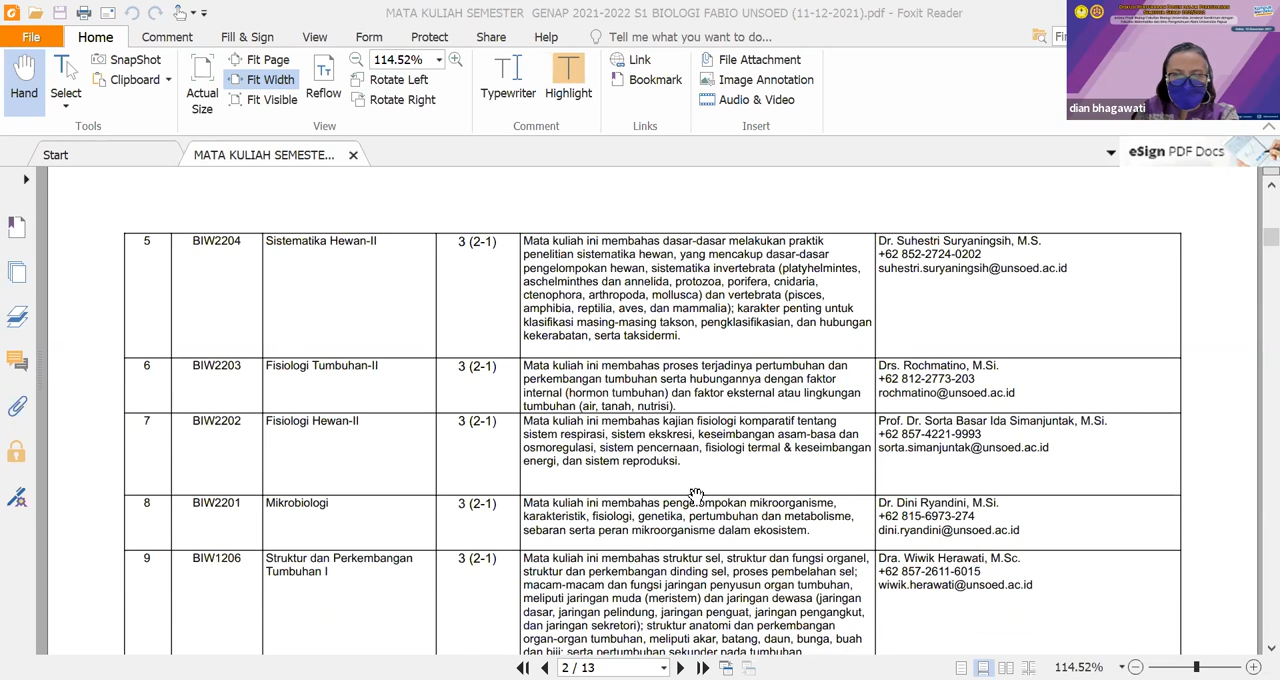 MATA KULIAH SEMESTER GENAP 2021-2022 S1 BIOLOGI FABIO UNSOED (11-12-2021).pdf - Foxit Reader
File
Home
Comment
Fill & Sign
View
Form
Help
Tell me what you want to do...
Hand
Select
SnapShot
Clipboard
Tools
Actual
Size
Fit Page
Fit Width
Fit Visible
Reflow
114.52%
Rotate Left
Rotate Right
View
Typewriter
Highlight
Comment
Link
Bookmark
Links
File Attachment
Image Annotation
Audio & Video
Insert
dian bhagawati
Start
MATA KULIAH SEMESTE...
eSign PDF Docs
5 BIW2204 Sistematika Hewan-II 3 (2-1)
Mata kuliah ini membahas dasar-dasar melakukan praktik
penelitian sistematika hewan, yang mencakup dasar-dasar
pengelompokan hewan, sistematika invertebrata (platyhelmintes,
aschelminthes dan annelida, protozoa, porifera, cnidaria,
ctenophora, arthropoda, mollusca) dan vertebrata (pisces,
amphibia, reptilia, aves, dan mammalia); karakter penting untuk
klasifikasi masing-masing takson, pengklasifikasian, dan hubungan
kekerabatan, serta taksidermi.
Dr. Suhestri Suryaningsih, M.S.
+62 852-2724-0202
suhestri.suryaningsih@unsoed.ac.id
6 BIW2203 Fisiologi Tumbuhan-II 3 (2-1)
Mata kuliah ini membahas proses terjadinya pertumbuhan dan
perkembangan tumbuhan serta hubungannya dengan faktor
internal (hormon tumbuhan) dan faktor eksternal atau lingkungan
tumbuhan (air, tanah, nutrisi).
Drs. Rochmatino, M.Si.
+62 812-2773-203
rochmatino@unsoed.ac.id
7 BIW2202 Fisiologi Hewan-II 3 (2-1)
Mata kuliah ini membahas kajian fisiologi komparatif tentang
sistem respirasi, sistem ekskresi, keseimbangan asam-basa dan
osmoregulasi, sistem pencernaan, fisiologi termal & keseimbangan
energi, dan sistem reproduksi.
Prof. Dr. Sorta Basar Ida Simanjuntak, M.Si.
+62 857-4221-9993
sorta.simanjuntak@unsoed.ac.id
8 BIW2201 Mikrobiologi 3 (2-1)
Mata kuliah ini membahas pengelompokan mikroorganisme,
karakteristik, fisiologi, genetika, pertumbuhan dan metabolisme,
sebaran serta peran mikroorganisme dalam ekosistem.
Dr. Dini Ryandini, M.Si.
+62 815-6973-274
dini.ryandini@unsoed.ac.id
9 BIW1206 Struktur dan Perkembangan
Tumbuhan I
3 (2-1)
Mata kuliah ini membahas struktur sel, struktur dan fungsi organel,
struktur dan perkembangan dinding sel, proses pembelahan sel;
macam-macam dan fungsi jaringan penyusun organ tumbuhan,
meliputi jaringan muda (meristem) dan jaringan dewasa (jaringan
dasar, jaringan pelindung, jaringan penguat, jaringan pengangkut,
dan jaringan sekretori); struktur anatomi dan perkembangan
organ-organ tumbuhan, meliputi akar, batang, daun, bunga, buah
dan biji; serta pertumbuhan sekunder pada tumbuhan
Dra. Wiwik Herawati, M.Sc.
+62 857-2611-6015
wiwik.herawati@unsoed.ac.id
2 / 13
114.52%